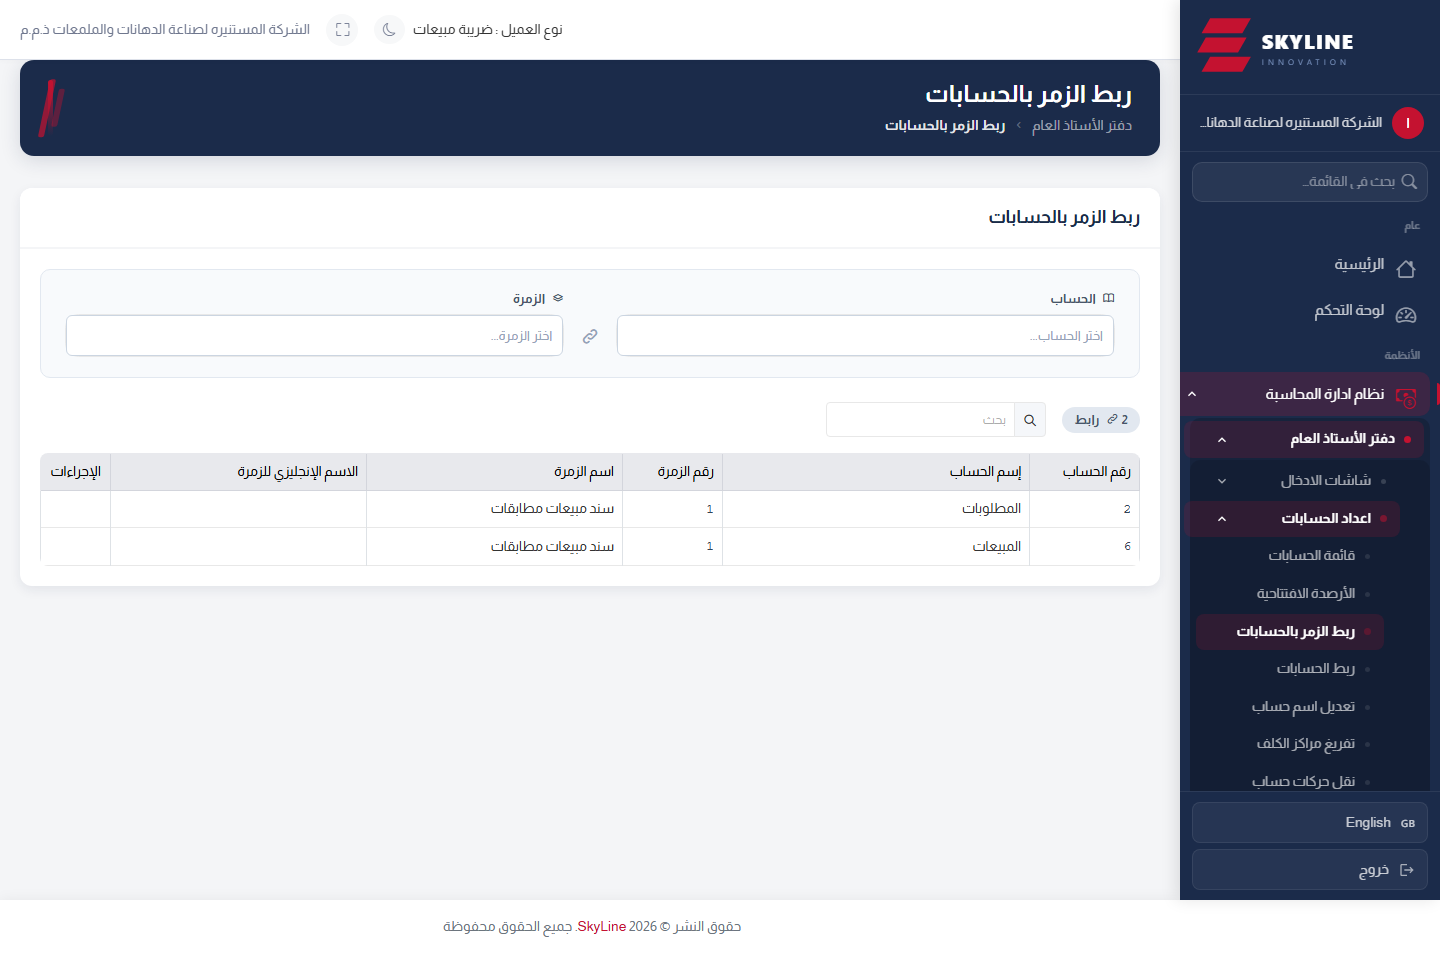 SKYLINE
INNOVATION
ا
الشركة المستنيره لصناعة الدهانا...
بحث في القائمة...
عام
الرئيسية
لوحة التحكم
الأنظمة
نظام ادارة المحاسبة
دفتر الأستاذ العام
شاشات الادخال
اعداد الحسابات
قائمة الحسابات
الأرصدة الافتتاحية
ربط الزمر بالحسابات
ربط الحسابات
تعديل اسم حساب
تفريغ مراكز الكلف
نقل حركات حساب
GB English
خروج
نوع العميل : ضريبة مبيعات
الشركة المستنيره لصناعة الدهانات والملمعات ذ.م.م
ربط الزمر بالحسابات
دفتر الأستاذ العام › ربط الزمر بالحسابات
ربط الزمر بالحسابات
الحساب
الزمرة
اختر الحساب...
اختر الزمرة...
2 رابط
بحث
رقم الحساب إسم الحساب رقم الزمرة اسم الزمرة الاسم الإنجليزي للزمرة الإجراءات
2 المطلوبات 1 سند مبيعات مطابقات
6 المبيعات 1 سند مبيعات مطابقات
حقوق النشر © 2026 SkyLine. جميع الحقوق محفوظة